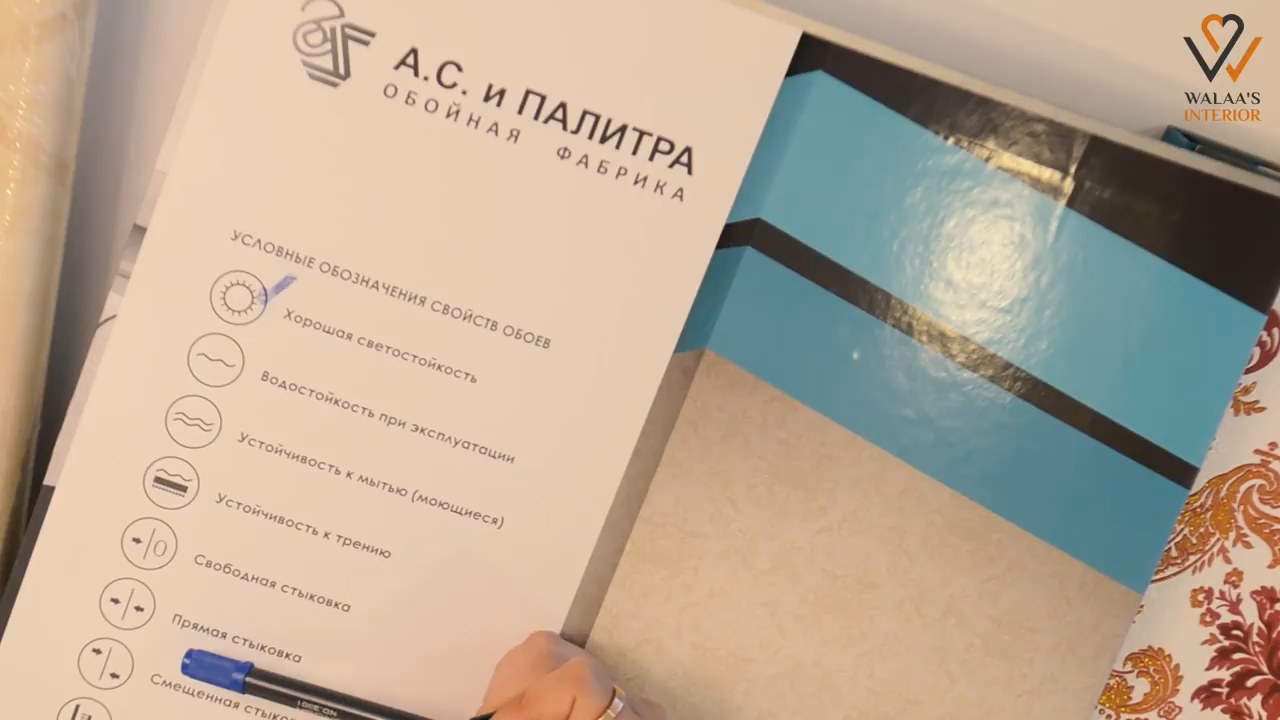 А.С. и ПАЛИТРА
ОБОЙНАЯ ФАБРИКА
УСЛОВНЫЕ ОБОЗНАЧЕНИЯ СВОЙСТВ ОБОЕВ
Хорошая светостойкость
Водостойкость при эксплуатации
Устойчивость к мытью (моющиеся)
Устойчивость к трению
Свободная стыковка
Прямая стыковка
Смещенная
WALAA'S
INTERIOR